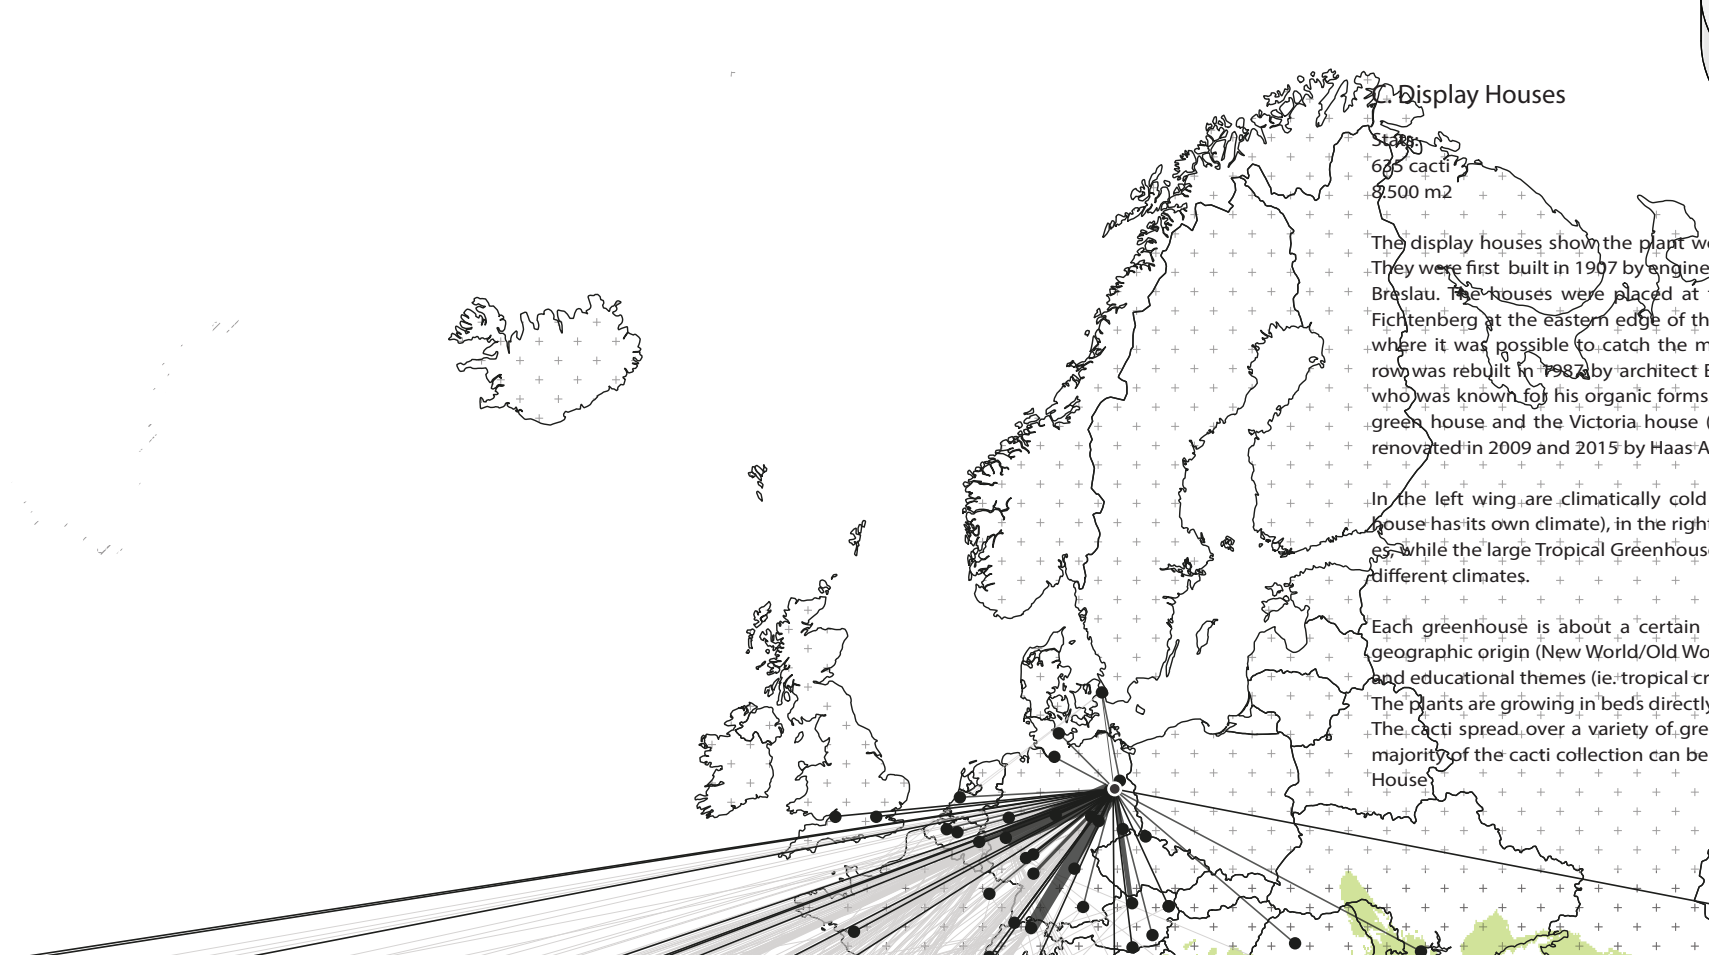 C. Display Houses
Stats:
635 cacti
8.500 m2
The display houses show the plant
They were first built in 1907 by
Breslau. The houses were placed at
Fichtenberg at the eastern edge of
where it was possible to catch the
row was rebuilt in 1987 by architect
who was known for his organic forms
green house and the Victoria house (
renovated in 2009 and 2015 by Haas
In the left wing are climatically cold
house has its own climate), in the right
es, while the large Tropical Greenhouse
different climates.
Each greenhouse is about a certain
geographic origin (New World/Old
and educational themes (ie. tropical
The plants are growing in beds directly
The cacti spread over a variety of
majority of the cacti collection can be
House